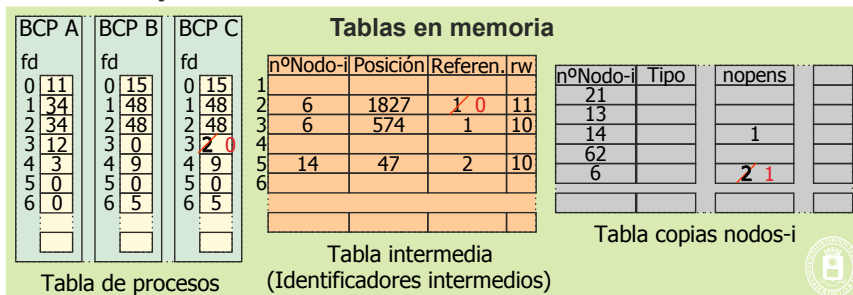 Tablas en memoria
BCP A BCP B BCP C
fd fd fd
0 11 0 15 0 15
1 34 1 48 1 48
2 34 2 48 2 48
3 12 3 0 3 2 0
4 3 4 9 4 9
5 0 5 0 5 0
6 0 6 5 6 5
Tabla de procesos
nºNodo-i Posición Referen. rw
1
2 6 1827 1 0 11
3 6 574 1 10
4
5 14 47 2 10
6
Tabla intermedia
(Identificadores intermedios)
nºNodo-i Tipo nopens
21
13
14 1
62
6 2 1
Tabla copias nodos-i